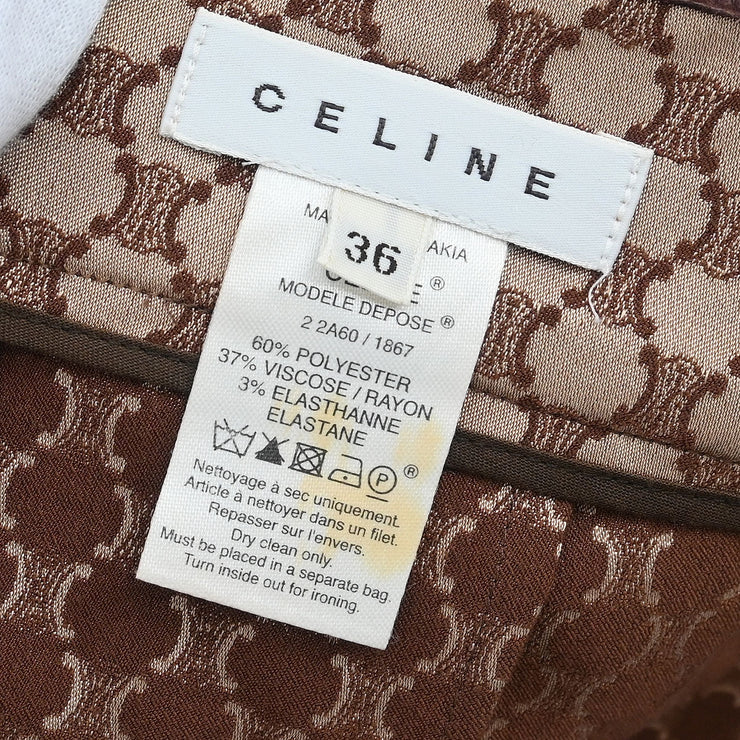 CELINE
36
MODELE DEPOSE ®
2 2A60 / 1867
60% POLYESTER
37% VISCOSE / RAYON
3% ELASTHANNE
ELASTANE
P ®
Nettoyage à sec uniquement.
Article à nettoyer dans un filet.
Repasser sur l'envers.
Dry clean only.
Must be placed in a separate bag.
Turn inside out for ironing.